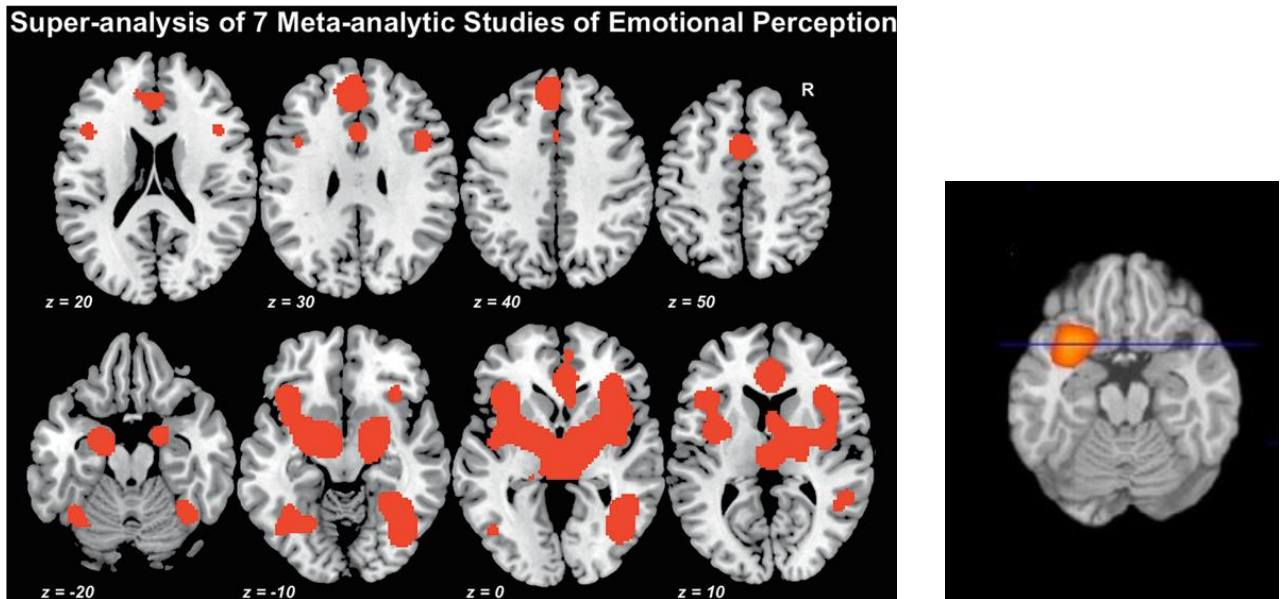 Super-analysis of 7 Meta-analytic Studies of Emotional Perception
R
z = 20
z = 30
z = 40
z = 50
z = -20
z = -10
z = 0
z = 10